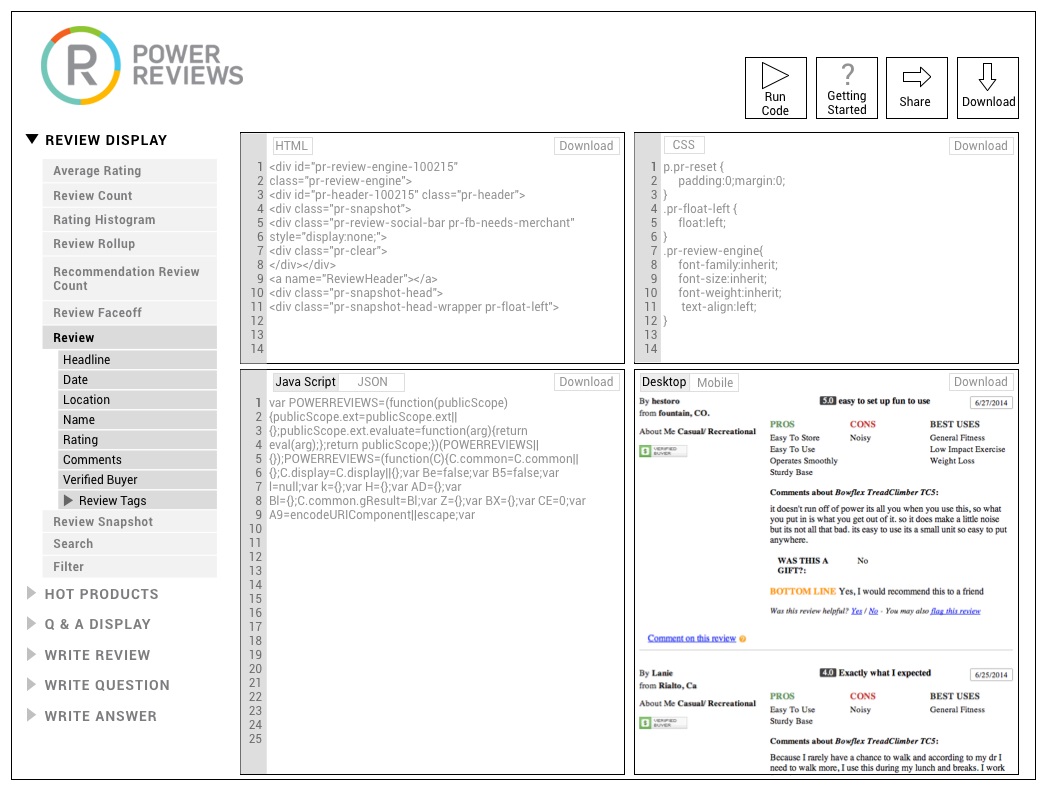 R
POWER
REVIEWS
Run
Code
?
Getting
Started
Share
Download
REVIEW DISPLAY
Average Rating
Review Count
Rating Histogram
Review Rollup
Recommendation Review
Count
Review Faceoff
Review
Headline
Date
Location
Name
Rating
Comments
Verified Buyer
Review Tags
Review Snapshot
Search
Filter
HOT PRODUCTS
Q & A DISPLAY
WRITE REVIEW
WRITE QUESTION
WRITE ANSWER
HTML Download
1 <div id="pr-review-engine-100215"
2 class="pr-review-engine">
3 <div id="pr-header-100215" class="pr-header">
4 <div class="pr-snapshot">
5 <div class="pr-review-social-bar pr-fb-needs-merchant"
6 style="display:none;">
7 <div class="pr-clear">
8 </div></div>
9 <a name="ReviewHeader"></a>
10 <div class="pr-snapshot-head">
11 <div class="pr-snapshot-head-wrapper pr-float-left">
12
13
14
CSS Download
1 p.pr-reset {
2 padding:0;margin:0;
3 }
4 .pr-float-left {
5 float:left;
6 }
7 .pr-review-engine{
8 font-family:inherit;
9 font-size:inherit;
10 font-weight:inherit;
11 text-align:left;
12 }
13
14
Java Script JSON Download
1 var POWERREVIEWS=(function(publicScope)
2 {publicScope.ext=publicScope.ext||
3 {};publicScope.ext.evaluate=function(arg){return
4 eval(arg);};return publicScope;})(POWERREVIEWS||
5 {});POWERREVIEWS=(function(C){C.common=C.common||
6 {};C.display=C.display||{};var Be=false;var B5=false;var
7 l=null;var k={};var H={};var AD={};var
8 Bl={};C.common.gResult=Bl;var Z={};var BX={};var CE=0;var
9 A9=encodeURIComponent||escape;var
10
11
12
13
14
15
16
17
18
19
20
21
22
23
24
25
Desktop Mobile Download
By hestoro 5.0 easy to set up fun to use 6/27/2014
from fountain, CO.
About Me Casual/ Recreational
VERIFIED
BUYER
PROS CONS BEST USES
Easy To Store Noisy General Fitness
Easy To Use Low Impact Exercise
Operates Smoothly Weight Loss
Sturdy Base
Comments about Bowflex TreadClimber TC5:
it doesn't run off of power its all you when you use this, so what
you put in is what you get out of it. so it does make a little noise
but its not all that bad. its easy to use its a small unit so easy to put
anywhere.
WAS THIS A No
GIFT?:
BOTTOM LINE Yes, I would recommend this to a friend
Was this review helpful? Yes / No - You may also flag this review
Comment on this review
By Lanie 4.0 Exactly what I expected 6/25/2014
from Rialto, Ca
About Me Casual/ Recreational
VERIFIED
BUYER
PROS CONS BEST USES
Easy To Use Noisy General Fitness
Sturdy Base
Comments about Bowflex TreadClimber TC5:
Because I rarely have a chance to walk and according to my dr I
need to walk more, I use this during my lunch and breaks. I work